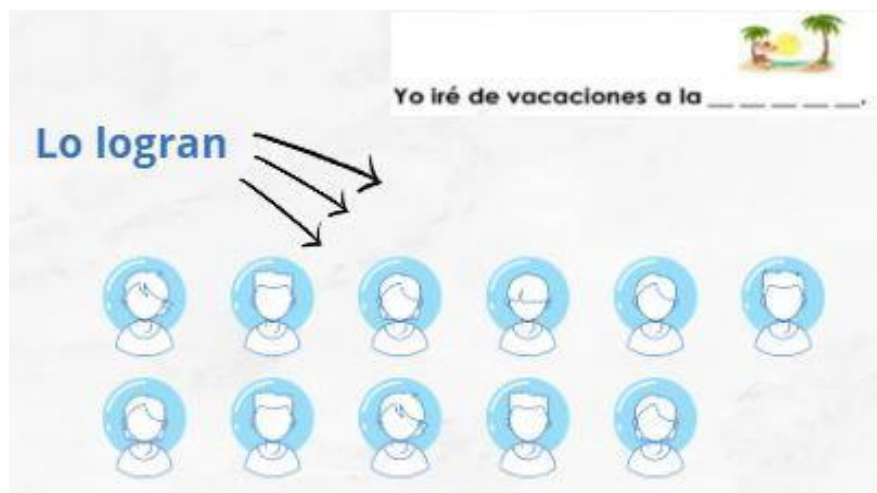 Yo iré de vacaciones a la __ __ __ __ __.
Lo logran